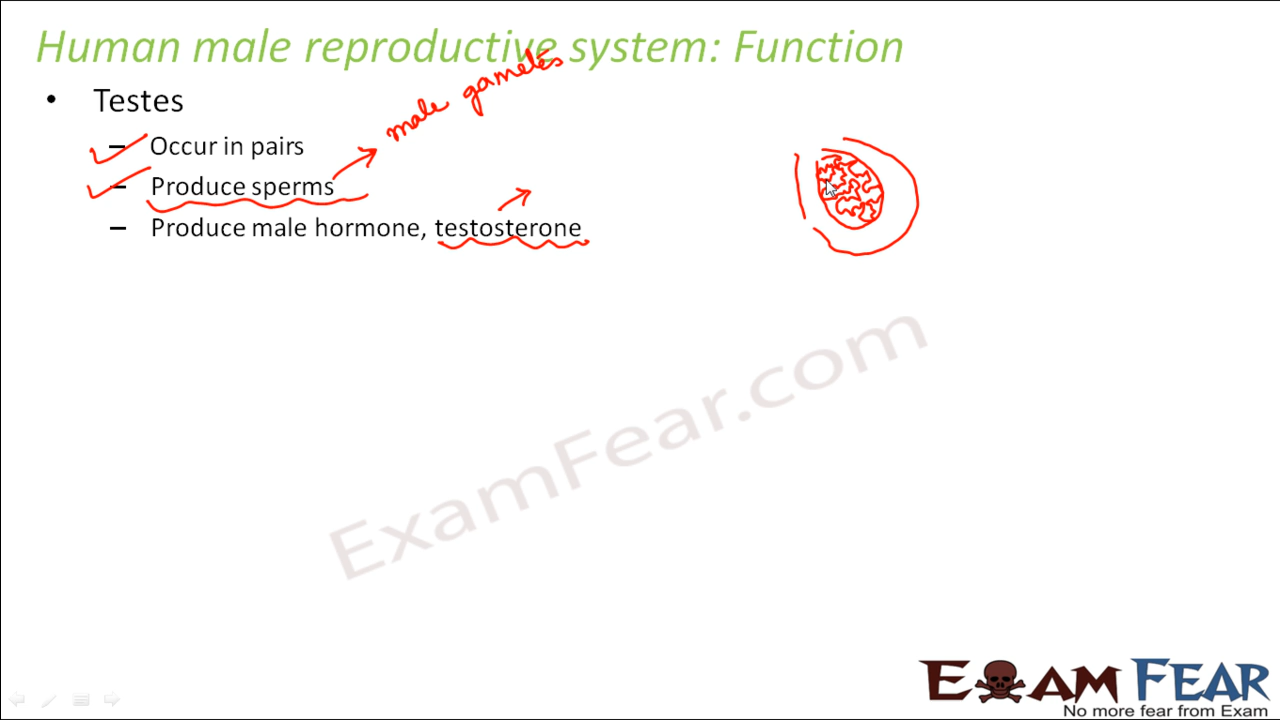 Human male reproductive system: Function
• Testes
– Occur in pairs
– Produce sperms
male gametes
– Produce male hormone, testosterone
ExamFear.com
EXAM FEAR
No more fear from Exam